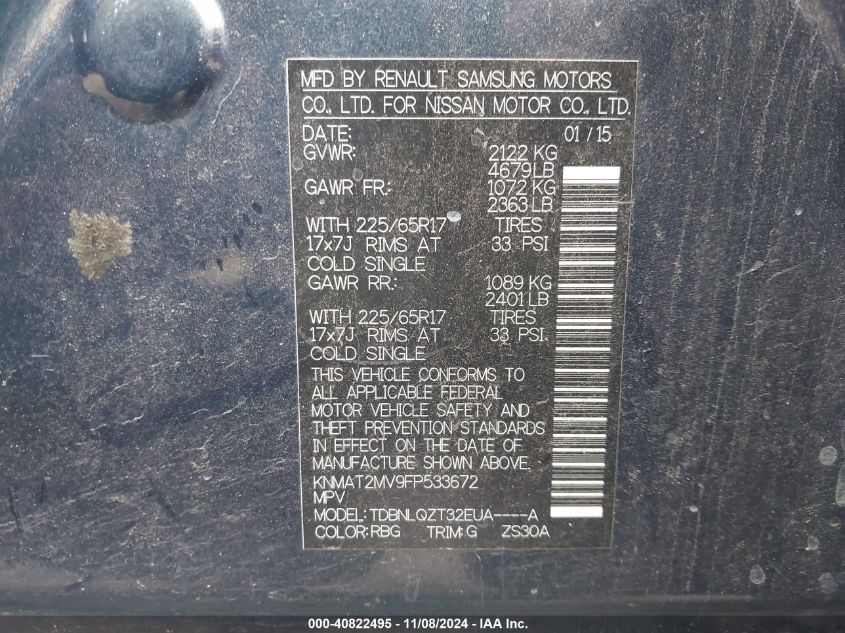 MFD BY RENAULT SAMSUNG MOTORS
CO., LTD. FOR NISSAN MOTOR CO., LTD.
DATE: 01 / 15
GVWR: 2122 KG
4679LB
GAWR FR: 1072 KG
2363 LB
WITH 225/65R17 TIRES
17x7J RIMS AT 33 PSI
COLD SINGLE
GAWR RR: 1089 KG
2401LB
WITH 225/65R17 TIRES
17x7J RIMS AT 33 PSI.
COLD SINGLE
THIS VEHICLE CONFORMS TO
ALL APPLICABLE FEDERAL
MOTOR VEHICLE SAFETY AND
THEFT PREVENTION STANDARDS
IN EFFECT ON THE DATE OF
MANUFACTURE SHOWN ABOVE.
KNMAT2MV9FP533672
MPV
MODEL: TDBNLQZT32EUA----A
COLOR:RBG TRIM:G ZS30A
000-40822495 - 11/08/2024 - IAA Inc.